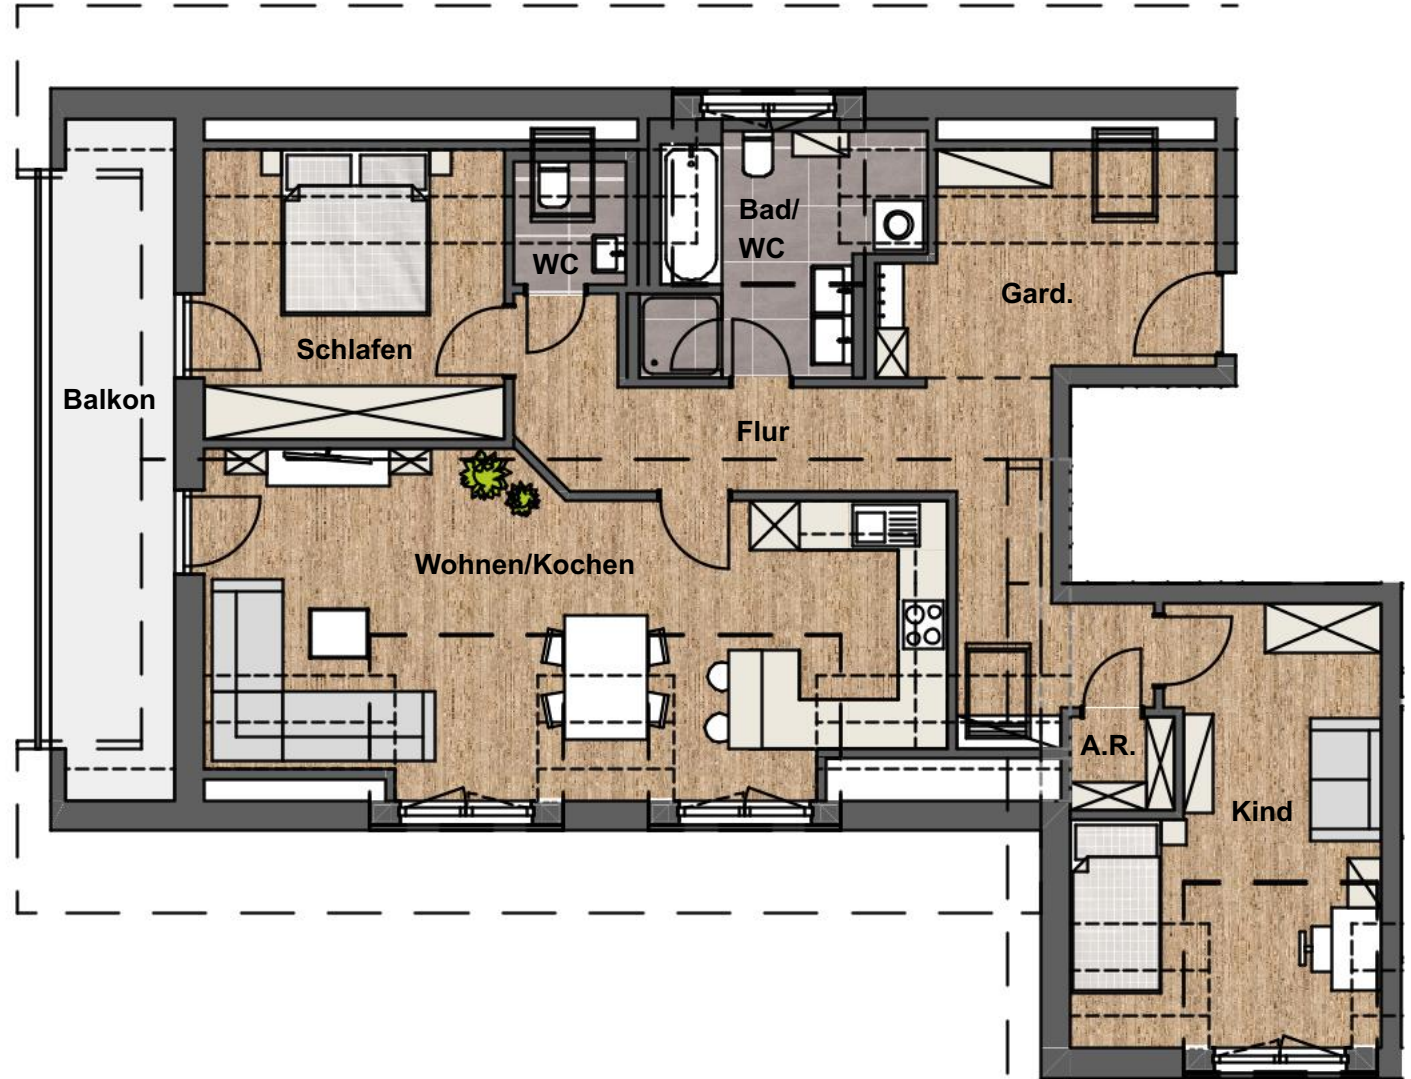 Bad/
WC
WC
Gard.
Schlafen
Balkon
Flur
Wohnen/Kochen
A.R.
Kind